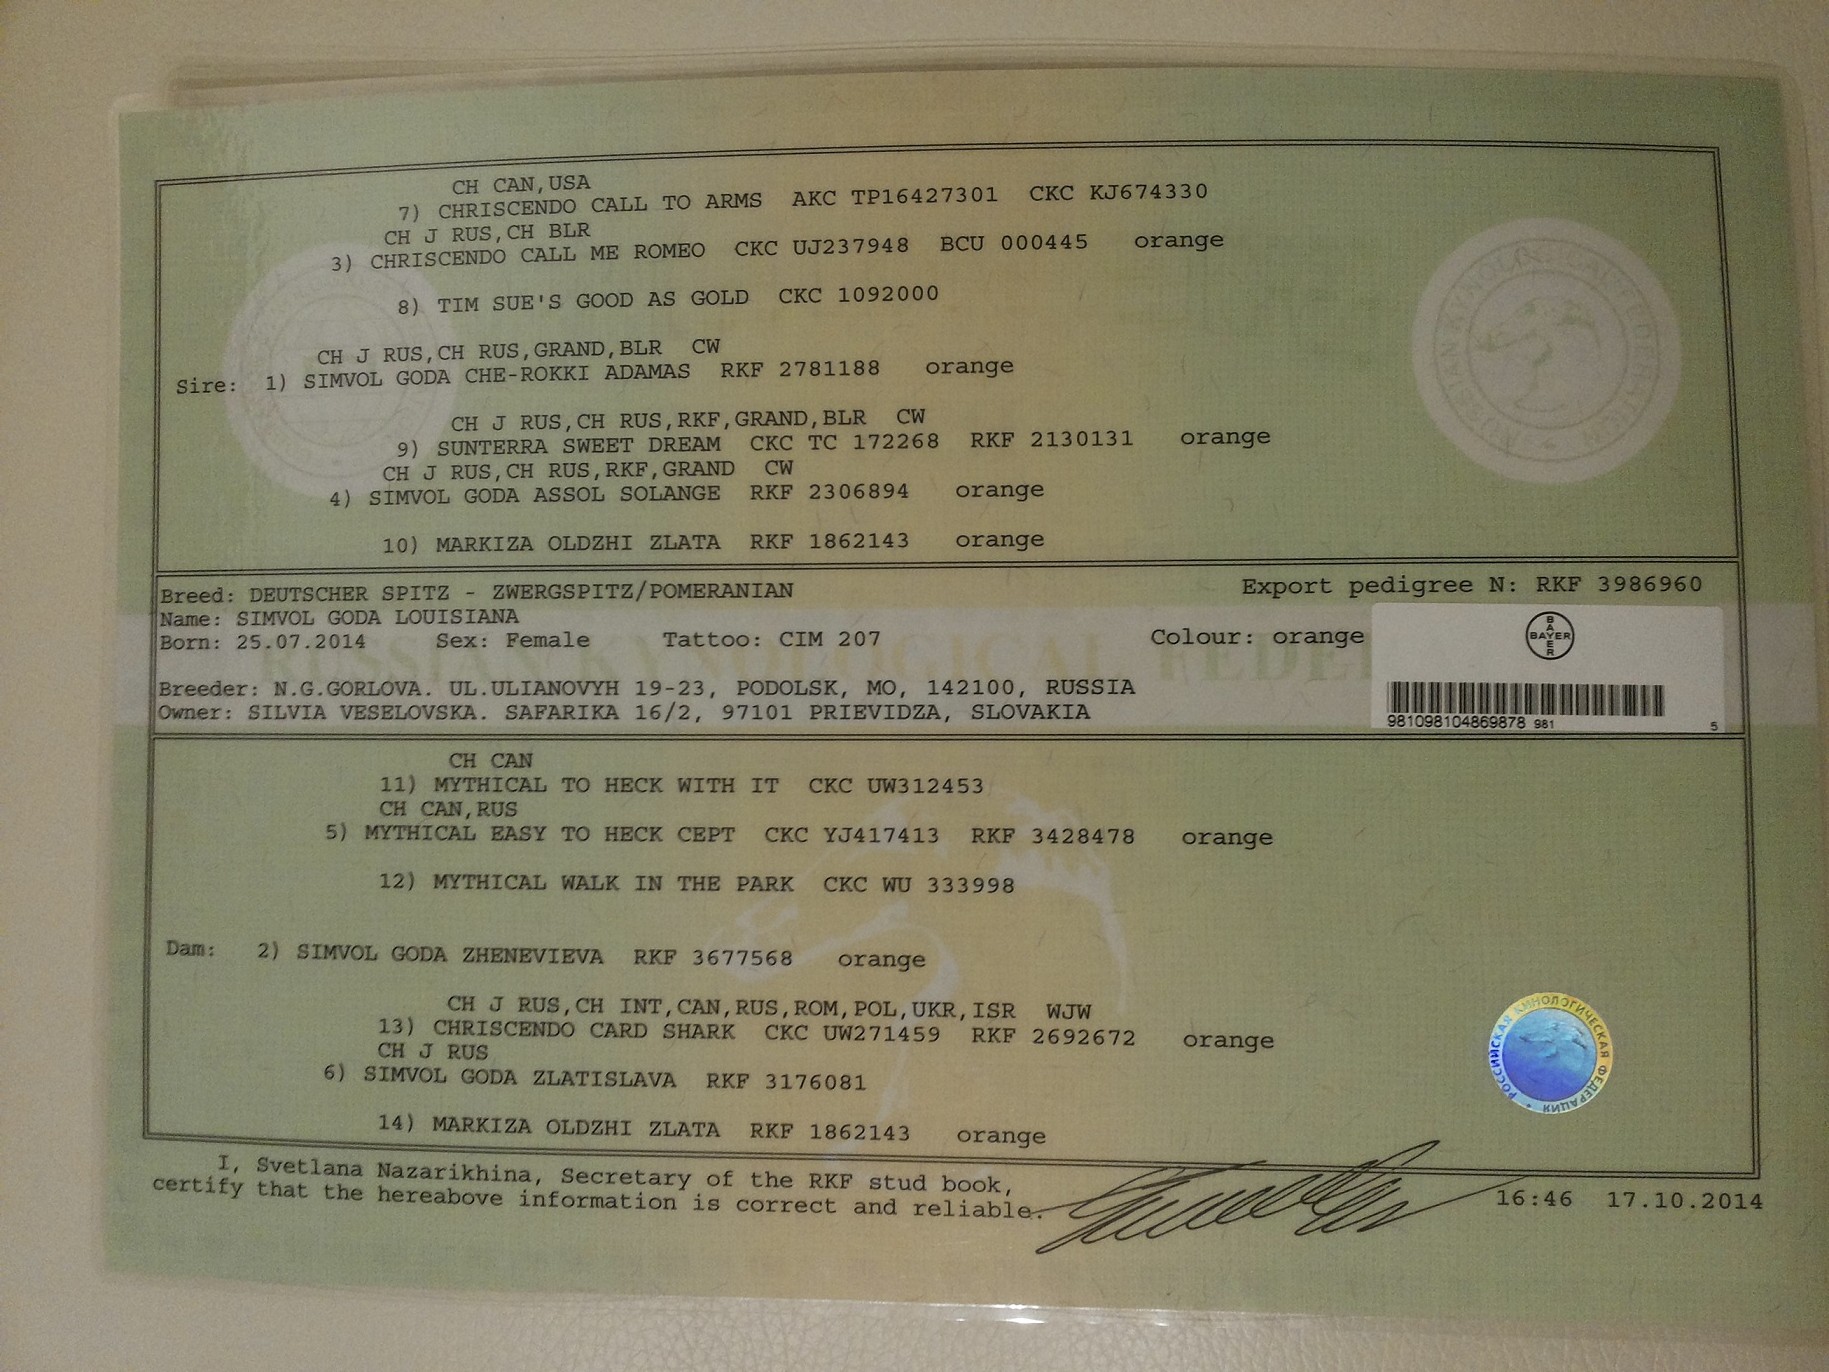 CH CAN,USA
7) CHRISCENDO CALL TO ARMS AKC TP16427301 CKC KJ674330
CH J RUS,CH BLR
3) CHRISCENDO CALL ME ROMEO CKC UJ237948 BCU 000445 orange
8) TIM SUE'S GOOD AS GOLD CKC 1092000
CH J RUS,CH RUS,GRAND,BLR CW
Sire: 1) SIMVOL GODA CHE-ROKKI ADAMAS RKF 2781188 orange
CH J RUS,CH RUS,RKF,GRAND,BLR CW
9) SUNTERRA SWEET DREAM CKC TC 172268 RKF 2130131 orange
CH J RUS,CH RUS,RKF,GRAND CW
4) SIMVOL GODA ASSOL SOLANGE RKF 2306894 orange
10) MARKIZA OLDZHI ZLATA RKF 1862143 orange
Breed: DEUTSCHER SPITZ - ZWERGSPITZ/POMERANIAN Export pedigree N: RKF 3986960
Name: SIMVOL GODA LOUISIANA
Born: 25.07.2014 Sex: Female Tattoo: CIM 207 Colour: orange
BAYER
BAYER
Breeder: N.G.GORLOVA. UL.ULIANOVYH 19-23, PODOLSK, MO, 142100, RUSSIA
Owner: SILVIA VESELOVSKA. SAFARIKA 16/2, 97101 PRIEVIDZA, SLOVAKIA
981098104869878 981 5
CH CAN
11) MYTHICAL TO HECK WITH IT CKC UW312453
CH CAN,RUS
5) MYTHICAL EASY TO HECK CEPT CKC YJ417413 RKF 3428478 orange
12) MYTHICAL WALK IN THE PARK CKC WU 333998
Dam: 2) SIMVOL GODA ZHENEVIEVA RKF 3677568 orange
CH J RUS,CH INT,CAN,RUS,ROM,POL,UKR,ISR WJW
13) CHRISCENDO CARD SHARK CKC UW271459 RKF 2692672 orange
CH J RUS
6) SIMVOL GODA ZLATISLAVA RKF 3176081
14) MARKIZA OLDZHI ZLATA RKF 1862143 orange
РОССИЙСКАЯ КИНОЛОГИЧЕСКАЯ ФЕДЕРАЦИЯ
I, Svetlana Nazarikhina, Secretary of the RKF stud book,
certify that the hereabove information is correct and reliable.
16:46 17.10.2014